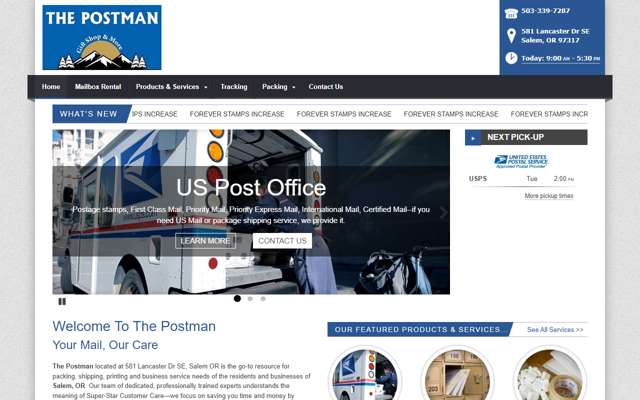 THE POSTMAN
Gift Shop & More
503-339-7287
581 Lancaster Dr SE
Salem, OR 97317
Today: 9:00 AM - 5:30 PM
Home Mailbox Rental Products & Services Tracking Packing Contact Us
WHAT'S NEW
PS INCREASE FOREVER STAMPS INCREASE FOREVER STAMPS INCREASE FOREVER STAMPS INCRE
NEXT PICK-UP
UNITED STATES
POSTAL SERVICE
Approved Postal Provider
USPS Tue 2:00 PM
More pickup times
US Post Office
Postage stamps, First Class Mail, Priority Mail, Priority Express Mail, International Mail, Certified Mail--if you
need US Mail or package shipping service, we provide it.
LEARN MORE CONTACT US
Welcome To The Postman
Your Mail, Our Care
The Postman located at 581 Lancaster Dr SE, Salem OR is the go-to resource for
packing, shipping, printing and business service needs of the residents and businesses of
Salem, OR. Our team of dedicated, professionally trained experts understands the
meaning of Super-Star Customer Care—we focus on saving you time and money by
OUR FEATURED PRODUCTS & SERVICES...
See All Services >>